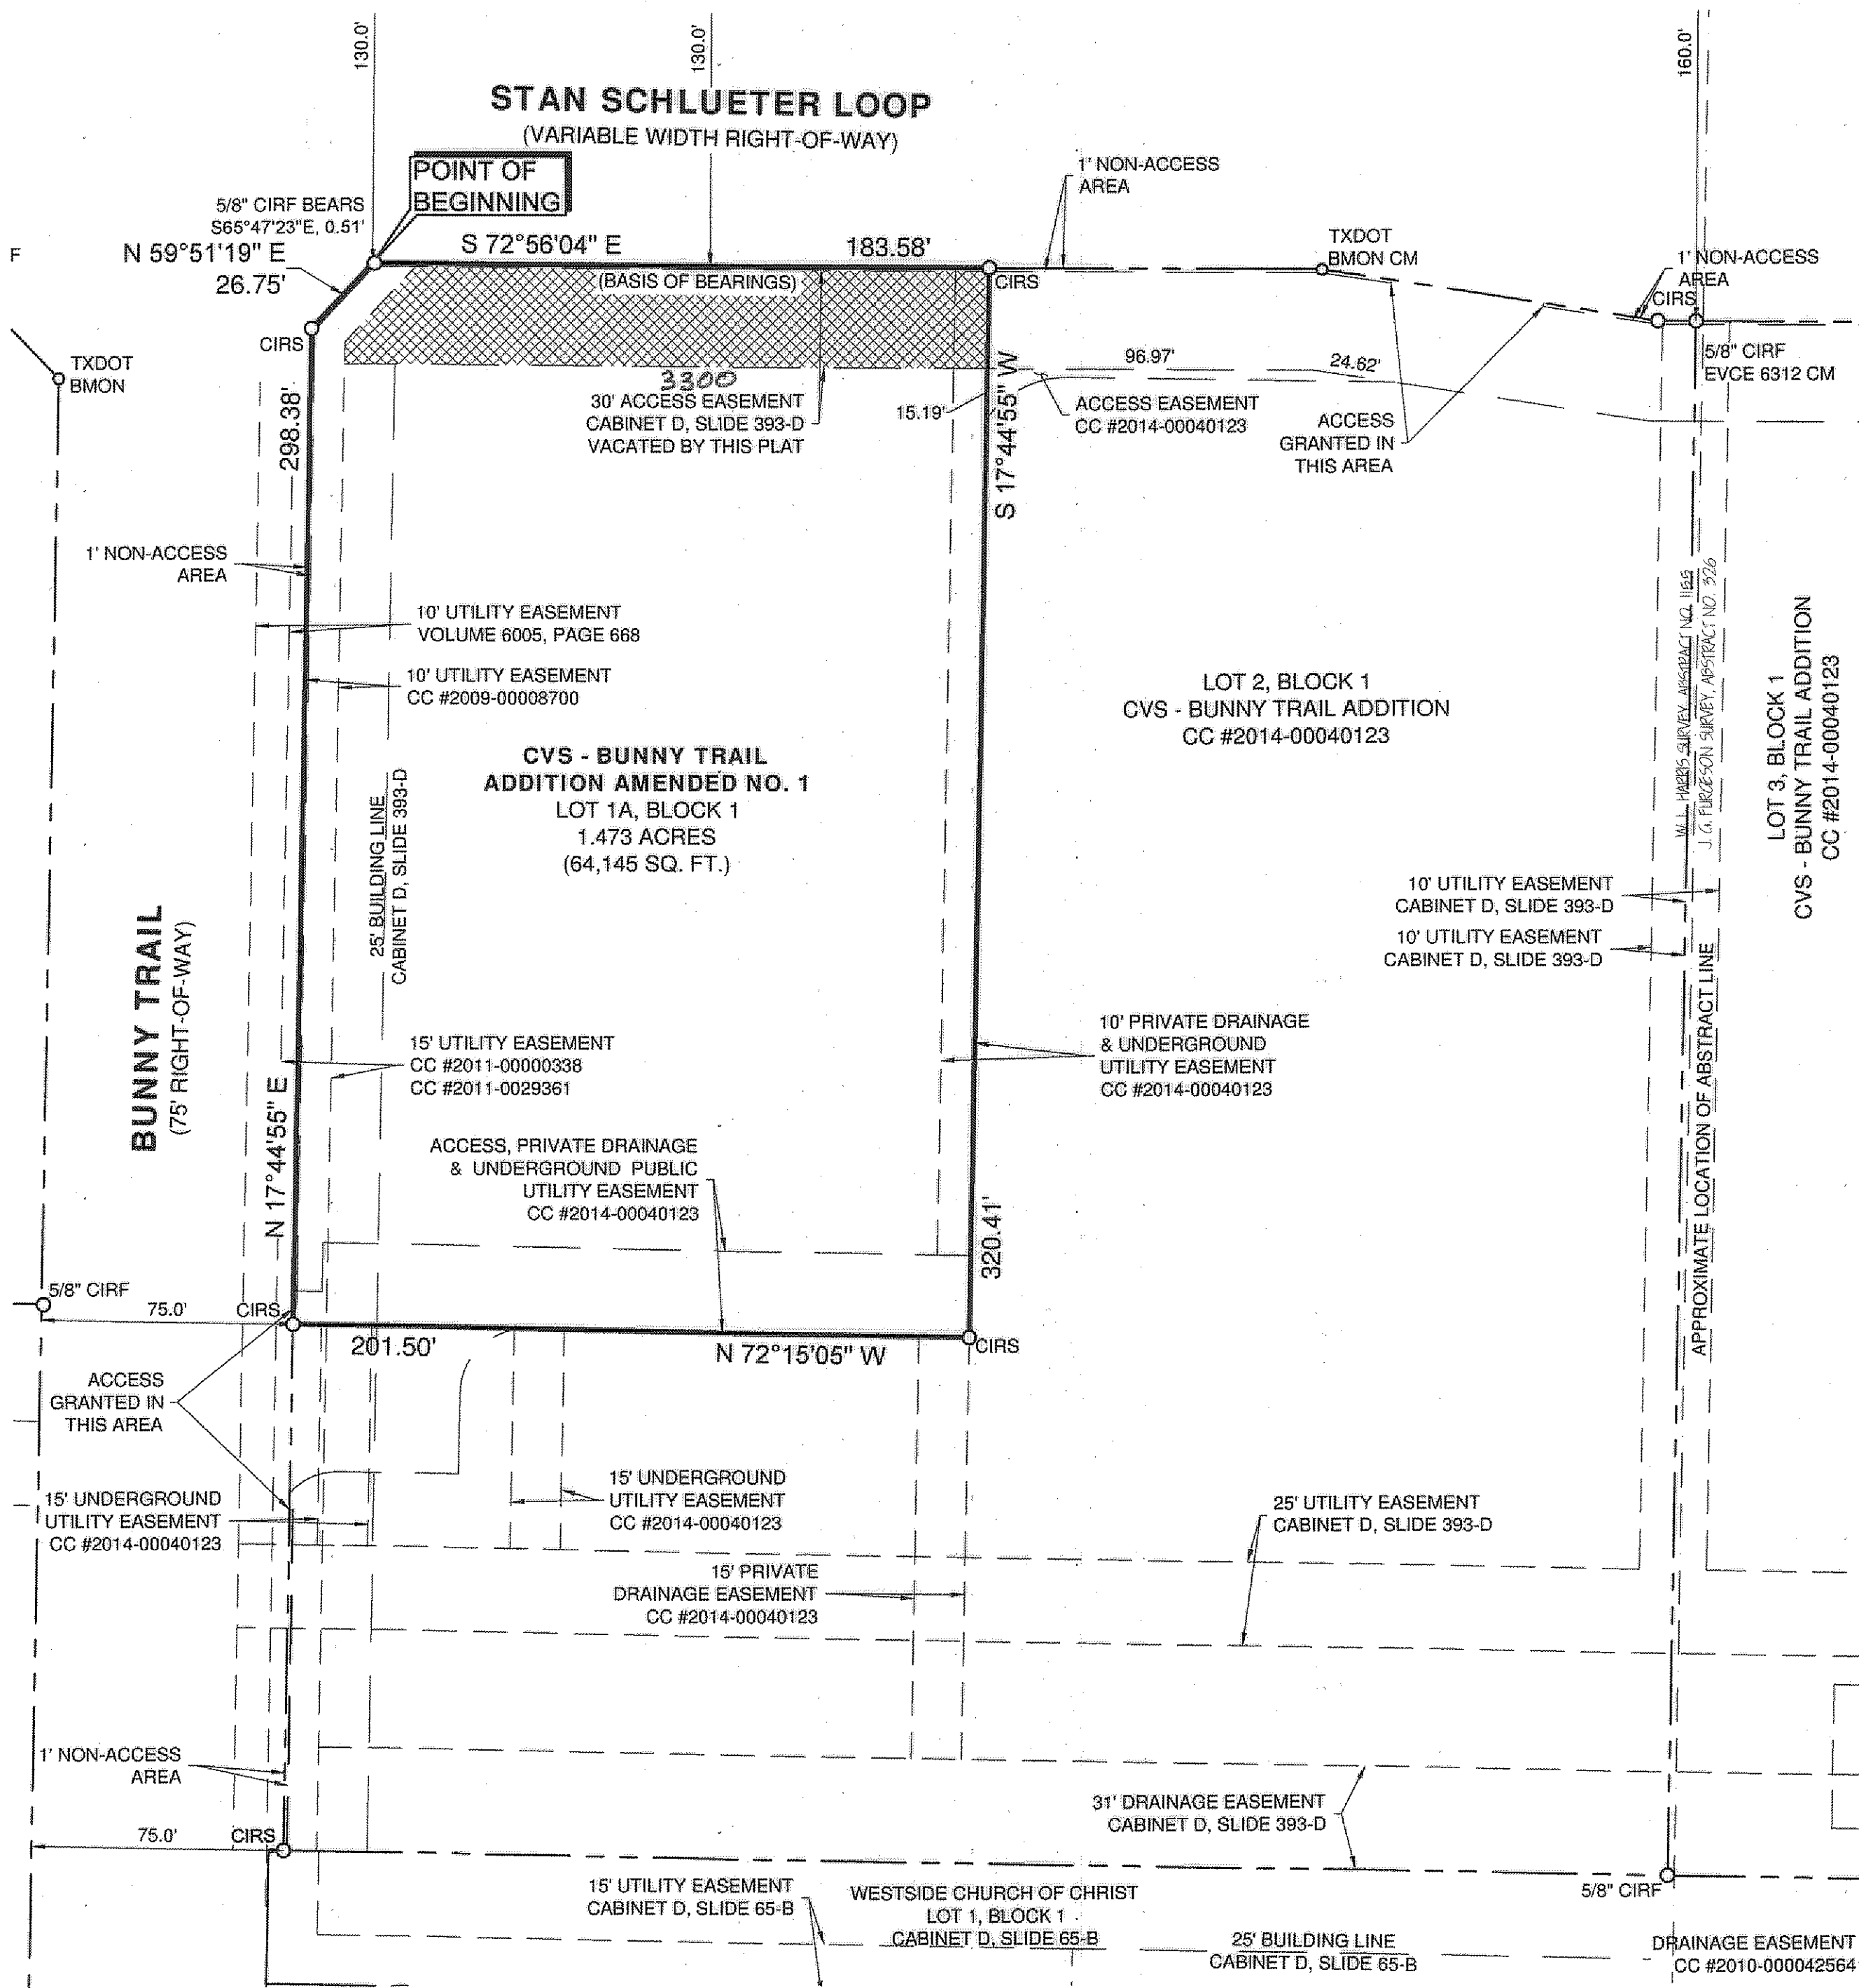 130.0'
130.0'
160.0'
STAN SCHLUETER LOOP
(VARIABLE WIDTH RIGHT-OF-WAY)
POINT OF
BEGINNING
1' NON-ACCESS
AREA
5/8" CIRF BEARS
S65°47'23"E, 0.51'
F
N 59°51'19" E
26.75'
S 72°56'04" E
183.58'
(BASIS OF BEARINGS)
CIRS
TXDOT
BMON CM
1' NON-ACCESS
AREA
CIRS
CIRS
TXDOT
BMON
5/8" CIRF
EVCE 6312 CM
3300
30' ACCESS EASEMENT
CABINET D, SLIDE 393-D
VACATED BY THIS PLAT
96.97'
24.62'
15.19'
ACCESS EASEMENT
CC #2014-00040123
ACCESS
GRANTED IN
THIS AREA
298.38'
S 17°44'55" W
1' NON-ACCESS
AREA
10' UTILITY EASEMENT
VOLUME 6005, PAGE 668
10' UTILITY EASEMENT
CC #2009-00008700
CVS - BUNNY TRAIL
ADDITION AMENDED NO. 1
LOT 1A, BLOCK 1
1.473 ACRES
(64,145 SQ. FT.)
LOT 2, BLOCK 1
CVS - BUNNY TRAIL ADDITION
CC #2014-00040123
W.L. HARRIS SURVEY, ABSTRACT NO. 1155
J. G. FURGESON SURVEY, ABSTRACT NO. 326
LOT 3, BLOCK 1
CVS - BUNNY TRAIL ADDITION
CC #2014-00040123
25' BUILDING LINE
CABINET D, SLIDE 393-D
10' UTILITY EASEMENT
CABINET D, SLIDE 393-D
10' UTILITY EASEMENT
CABINET D, SLIDE 393-D
BUNNY TRAIL
(75' RIGHT-OF-WAY)
15' UTILITY EASEMENT
CC #2011-00000338
CC #2011-0029361
10' PRIVATE DRAINAGE
& UNDERGROUND
UTILITY EASEMENT
CC #2014-00040123
APPROXIMATE LOCATION OF ABSTRACT LINE
N 17°44'55" E
ACCESS, PRIVATE DRAINAGE
& UNDERGROUND PUBLIC
UTILITY EASEMENT
CC #2014-00040123
320.41'
5/8" CIRF
75.0'
CIRS
201.50'
N 72°15'05" W
CIRS
ACCESS
GRANTED IN
THIS AREA
15' UNDERGROUND
UTILITY EASEMENT
CC #2014-00040123
15' UNDERGROUND
UTILITY EASEMENT
CC #2014-00040123
25' UTILITY EASEMENT
CABINET D, SLIDE 393-D
15' PRIVATE
DRAINAGE EASEMENT
CC #2014-00040123
1' NON-ACCESS
AREA
31' DRAINAGE EASEMENT
CABINET D, SLIDE 393-D
75.0'
CIRS
15' UTILITY EASEMENT
CABINET D, SLIDE 65-B
WESTSIDE CHURCH OF CHRIST
LOT 1, BLOCK 1
CABINET D, SLIDE 65-B
5/8" CIRF
25' BUILDING LINE
CABINET D, SLIDE 65-B
DRAINAGE EASEMENT
CC #2010-000042564